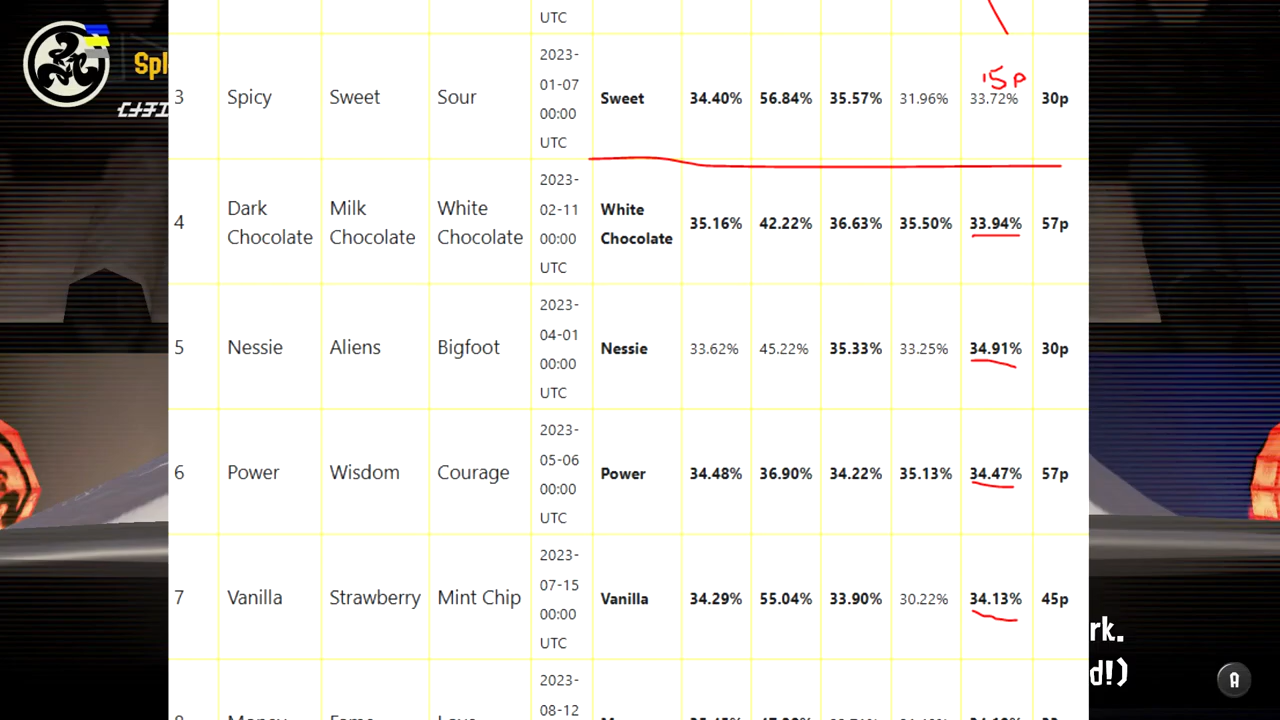 UTC
Spl
3 Spicy Sweet Sour 2023-01-07 00:00 UTC Sweet 34.40% 56.84% 35.57% 31.96% 33.72% 30p
15p
4 Dark Chocolate Milk Chocolate White Chocolate 2023-02-11 00:00 UTC White Chocolate 35.16% 42.22% 36.63% 35.50% 33.94% 57p
5 Nessie Aliens Bigfoot 2023-04-01 00:00 UTC Nessie 33.62% 45.22% 35.33% 33.25% 34.91% 30p
6 Power Wisdom Courage 2023-05-06 00:00 UTC Power 34.48% 36.90% 34.22% 35.13% 34.47% 57p
7 Vanilla Strawberry Mint Chip 2023-07-15 00:00 UTC Vanilla 34.29% 55.04% 33.90% 30.22% 34.13% 45p
rk.
d!)
A
2023-08-12